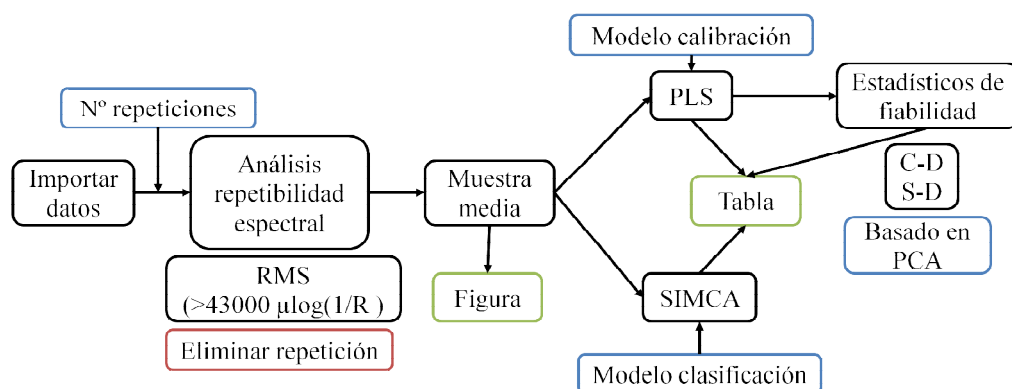 Modelo calibración
Nº repeticiones
PLS
Estadísticos de
fiabilidad
Importar
datos
Análisis
repetibilidad
espectral
Muestra
media
Tabla
C-D
S-D
Basado en
PCA
RMS
(>43000 µlog(1/R )
Figura
SIMCA
Eliminar repetición
Modelo clasificación